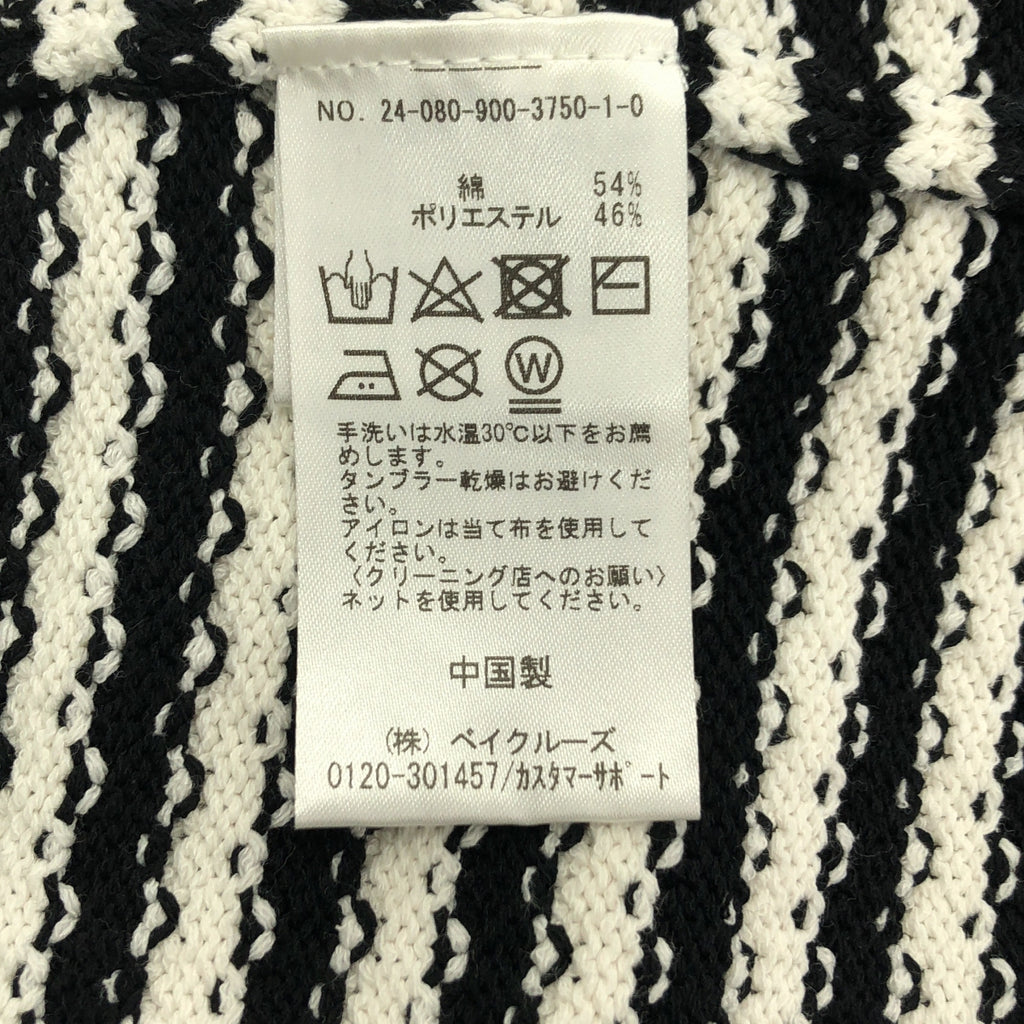 NO. 24-080-900-3750-1-0
綿 54%
ポリエステル 46%
W
手洗いは水温30℃以下をお薦
めします。
タンブラー乾燥はお避けくだ
さい。
アイロンは当て布を使用して
ください。
〈クリーニング店へのお願い〉
ネットを使用してください。
中国製
(株) ベイクルーズ
0120-301457/ｶｽﾀﾏｰｻﾎﾟｰﾄ